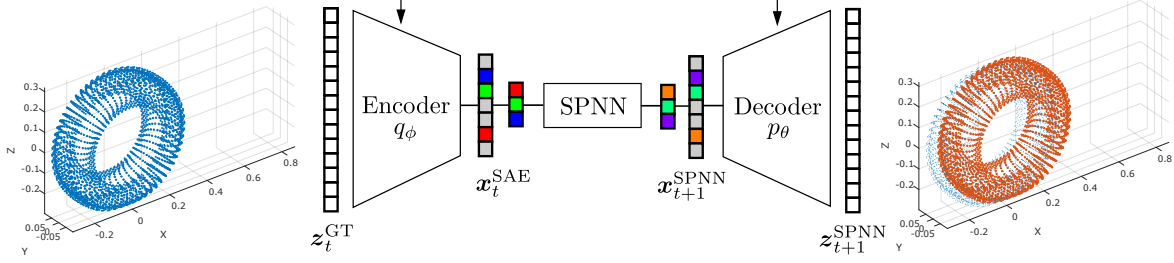 0.3
0.2
0.1
0
-0.1
-0.2
Z
0.05
-0.05
Y
-0.2
0
0.2
0.4
0.6
0.8
X
z_t^GT
Encoder
q_ϕ
x_t^SAE
SPNN
x_{t+1}^SPNN
Decoder
p_θ
z_{t+1}^SPNN
0.3
0.2
0.1
0
-0.1
-0.2
Z
0.05
-0.05
Y
-0.2
0
0.2
0.4
0.6
0.8
X